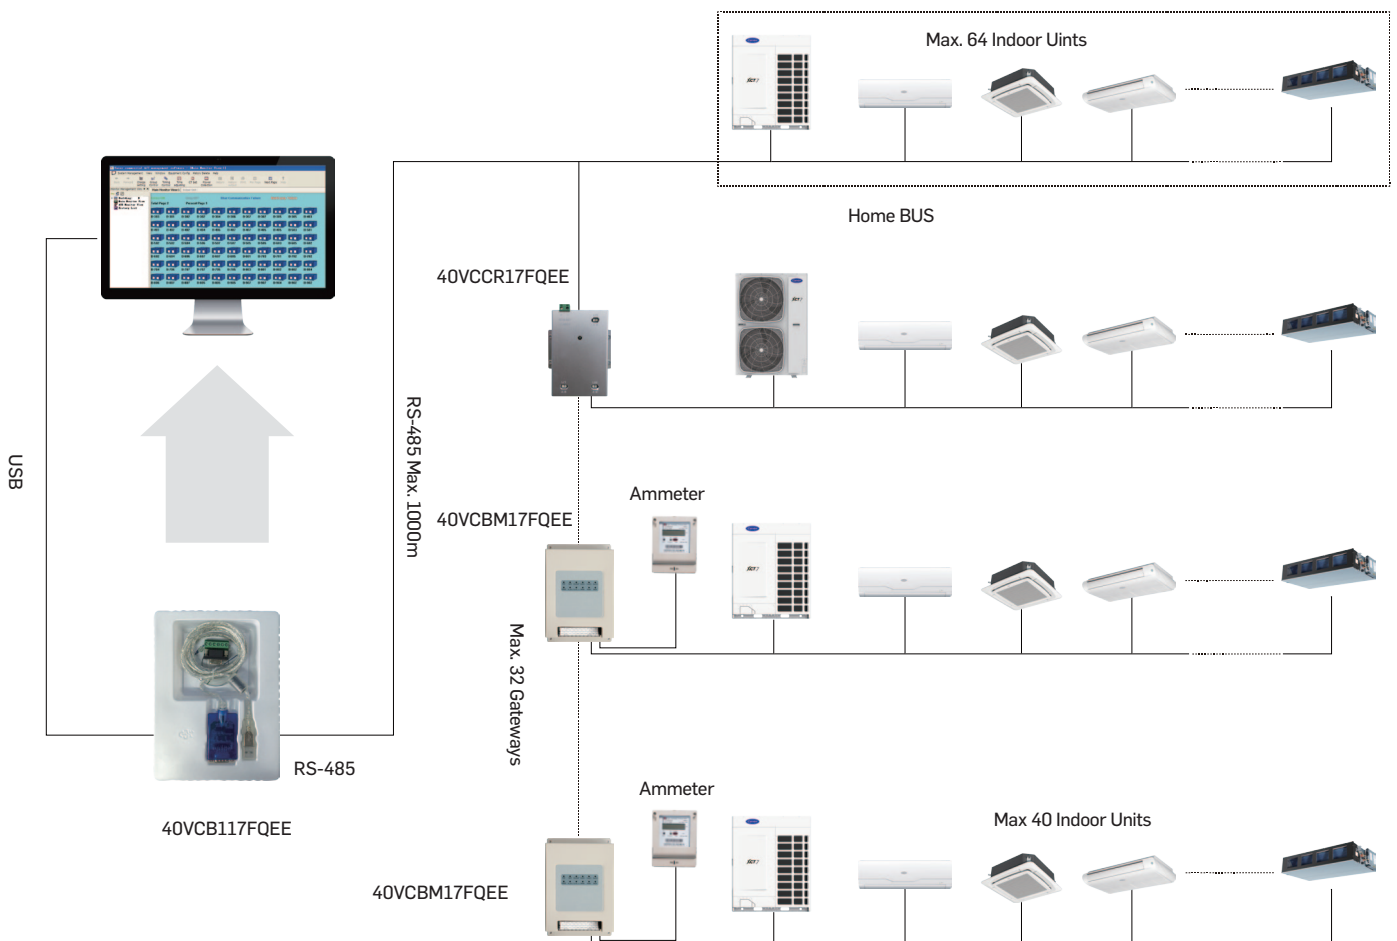 Max. 64 Indoor Uints
Home BUS
40VCCR17FQEE
USB
RS-485 Max. 1000m
Ammeter
40VCBM17FQEE
Max. 32 Gateways
RS-485
40VCB117FQEE
Ammeter
Max 40 Indoor Units
40VCBM17FQEE